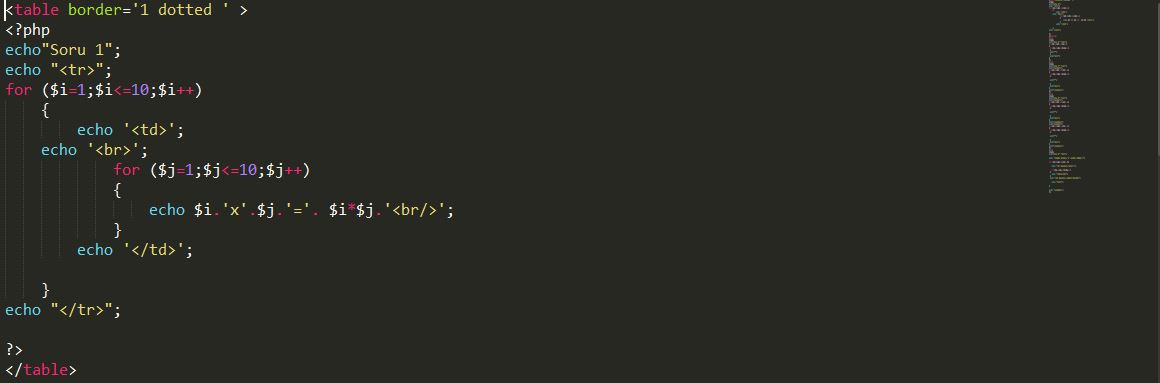 <table border='1 dotted ' >
<?php
echo"Soru 1";
echo "<tr>";
for ($i=1;$i<=10;$i++)
{
echo '<td>';
echo '<br>';
for ($j=1;$j<=10;$j++)
{
echo $i.'x'.$j.'='. $i*$j.'<br/>';
}
echo '</td>';
}
echo "</tr>";
?>
</table>